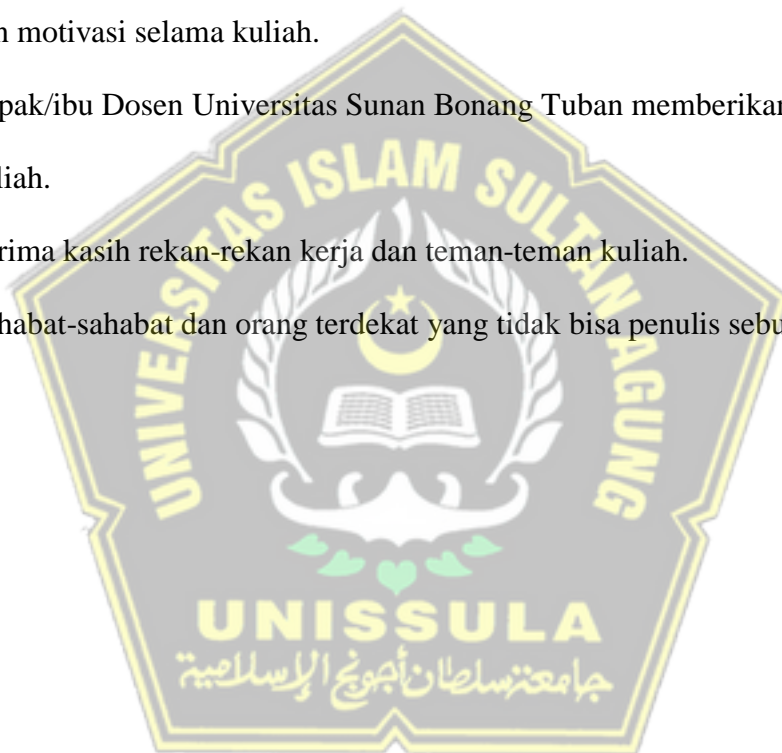 n motivasi selama kuliah.
pak/ibu Dosen Universitas Sunan Bonang Tuban memberikan
liah.
rima kasih rekan-rekan kerja dan teman-teman kuliah.
habat-sahabat dan orang terdekat yang tidak bisa penulis sebu
UNIVERSITAS ISLAM SULTAN AGUNG
UNISSULA
جامعة سلطان أجونج الإسلامية